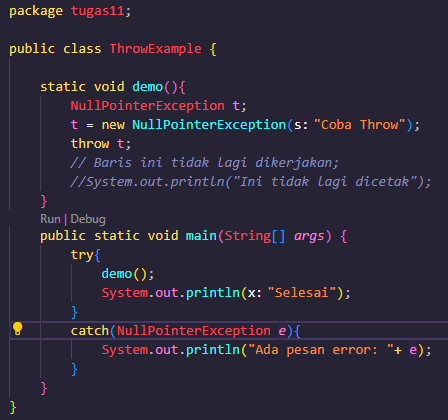 package tugas11;
public class ThrowExample {
static void demo(){
NullPointerException t;
t = new NullPointerException(s: "Coba Throw");
throw t;
// Baris ini tidak lagi dikerjakan;
//System.out.println("Ini tidak lagi dicetak");
}
Run | Debug
public static void main(String[] args) {
try{
demo();
System.out.println(x: "Selesai");
}
catch(NullPointerException e){
System.out.println("Ada pesan error: "+ e);
}
}
}